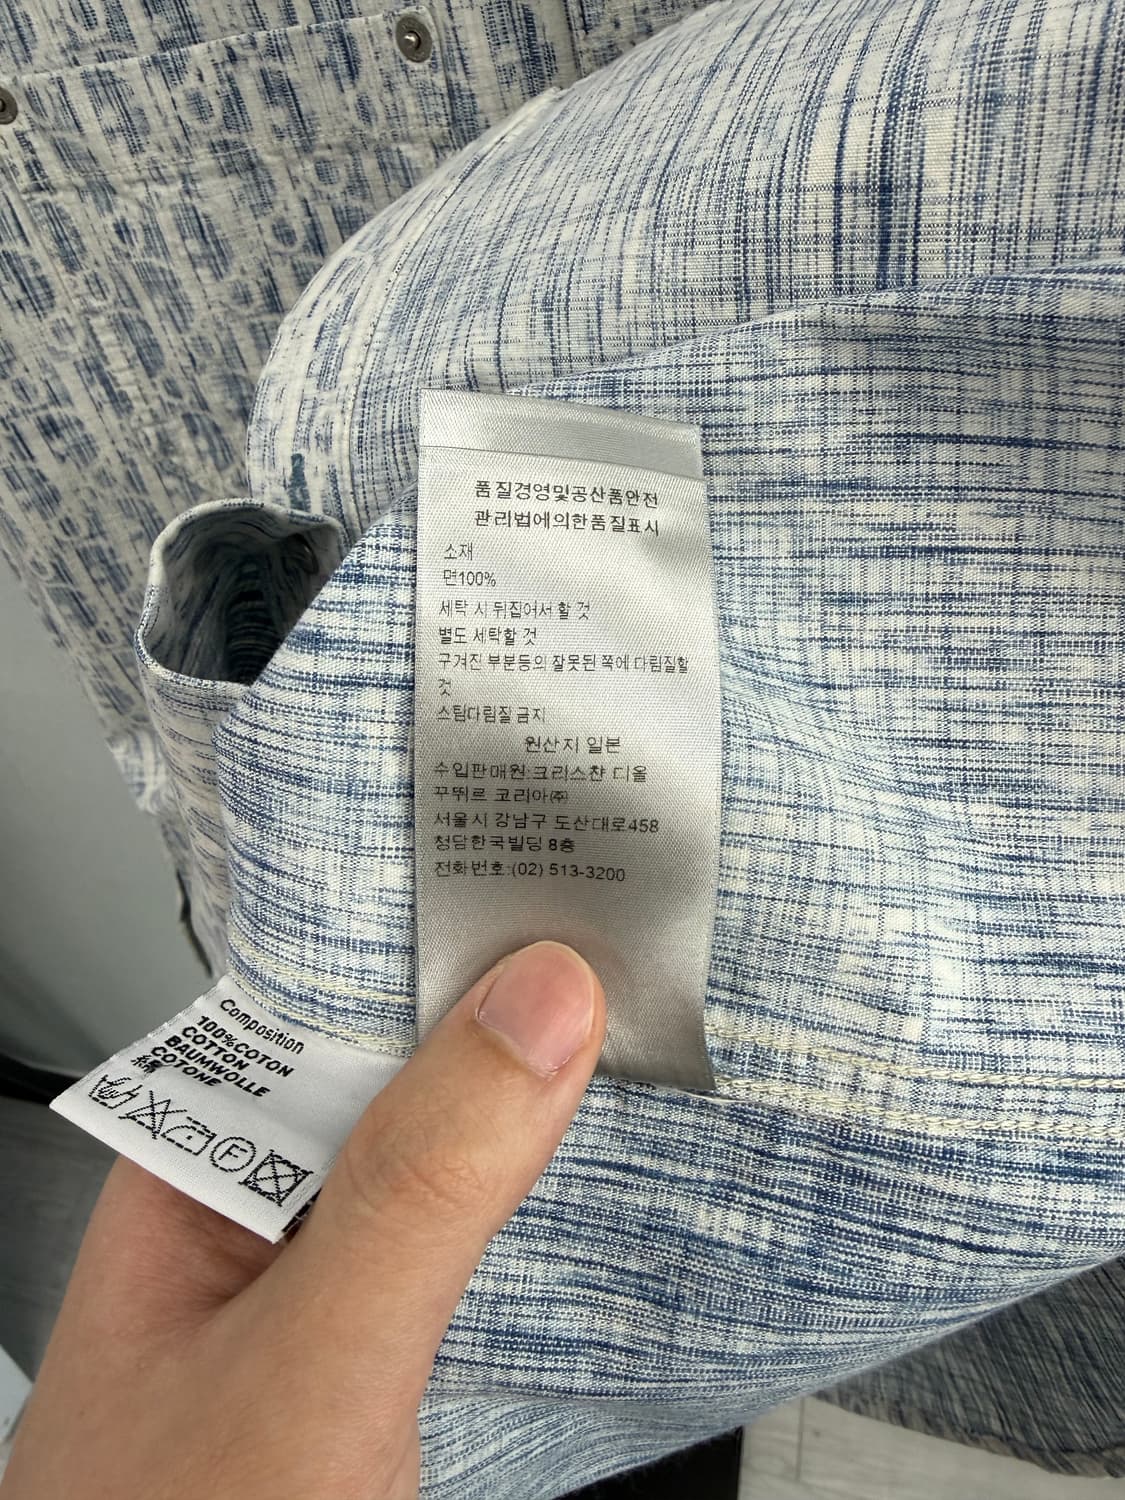 품질경영및공산품안전
관리법에의한품질표시
소재
면100%
세탁 시 뒤집어서 할 것
별도 세탁할 것
구겨진 부분등의 잘못된 쪽에 다림질할
것
스팀다림질 금지
원산지 일본
수입판매원:크리스챤 디올
꾸뛰르 코리아㈜
서울시 강남구 도산대로458
청담한국빌딩 8층
전화번호:(02) 513-3200
Composition
100%COTON
COTTON
BAUMWOLLE
COTONE
綿
F